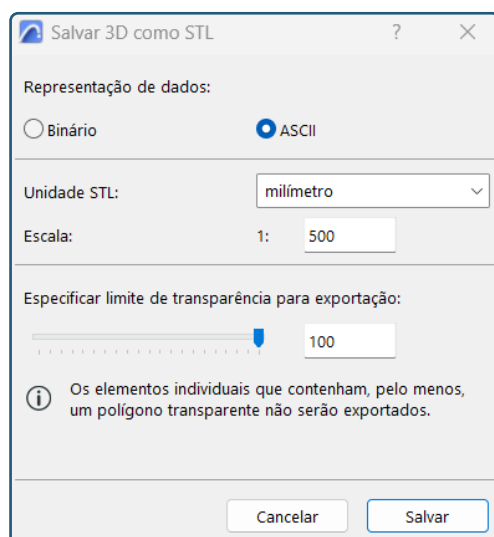 Salvar 3D como STL ?
Representação de dados:
Binário ASCII
Unidade STL: milímetro
Escala: 1: 500
Especificar limite de transparência para exportação:
100
Os elementos individuais que contenham, pelo menos,
um polígono transparente não serão exportados.
Cancelar Salvar